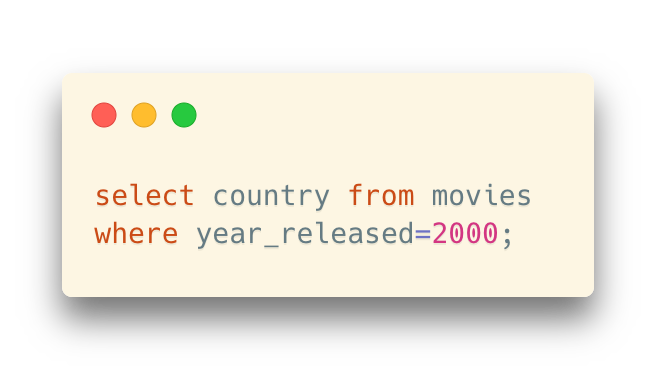 select country from movies
where year_released=2000;